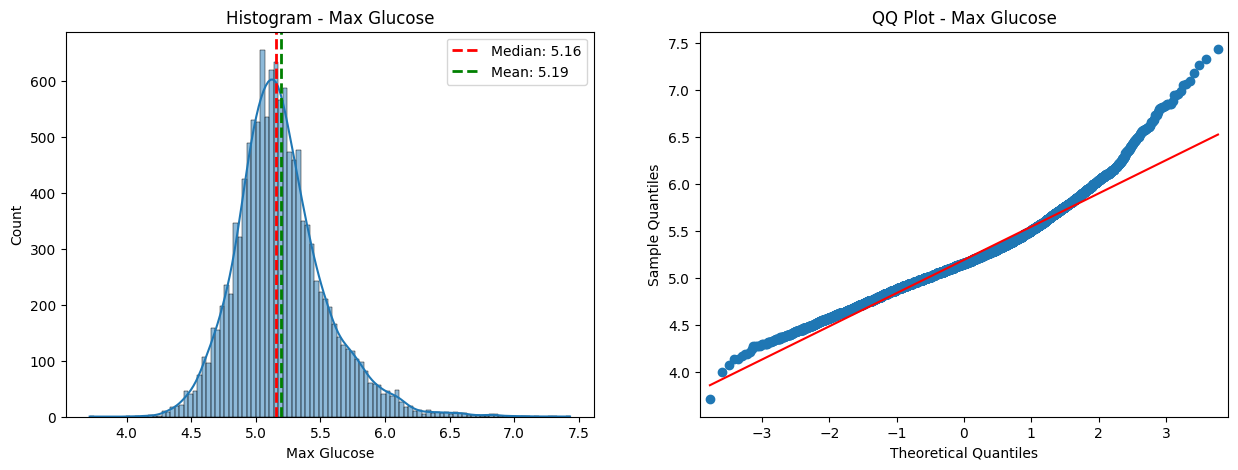 Histogram - Max Glucose
Median: 5.16
Mean: 5.19
Count
600
500
400
300
200
100
0
4.0 4.5 5.0 5.5 6.0 6.5 7.0 7.5
Max Glucose
QQ Plot - Max Glucose
Sample Quantiles
7.5
7.0
6.5
6.0
5.5
5.0
4.5
4.0
−3 −2 −1 0 1 2 3
Theoretical Quantiles